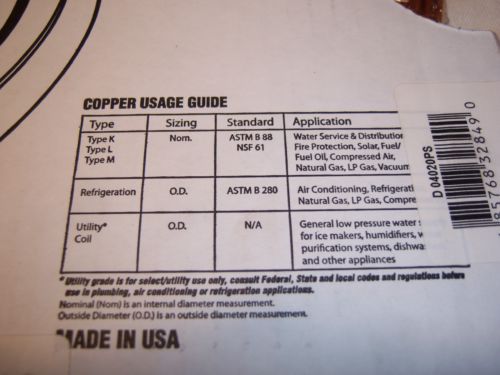 COPPER USAGE GUIDE
Type Sizing Standard Application
Type K Nom. ASTM B 88 Water Service & Distribution
Type L NSF 61 Fire Protection, Solar, Fuel/
Type M Fuel Oil, Compressed Air,
Natural Gas, LP Gas, Vacuum
Refrigeration O.D. ASTM B 280 Air Conditioning, Refrigerati
Natural Gas, LP Gas, Compre
Utility* O.D. N/A General low pressure water
Coil for ice makers, humidifiers, w
purification systems, dishwa
and other appliances
*Utility grade is for select/utility use only, consult Federal, State and local codes and regulations before
use in plumbing, air conditioning or refrigeration applications.
Nominal (Nom) is an internal diameter measurement.
Outside Diameter (O.D.) is an outside diameter measurement.
MADE IN USA
D 04020PS
85768 32849 0